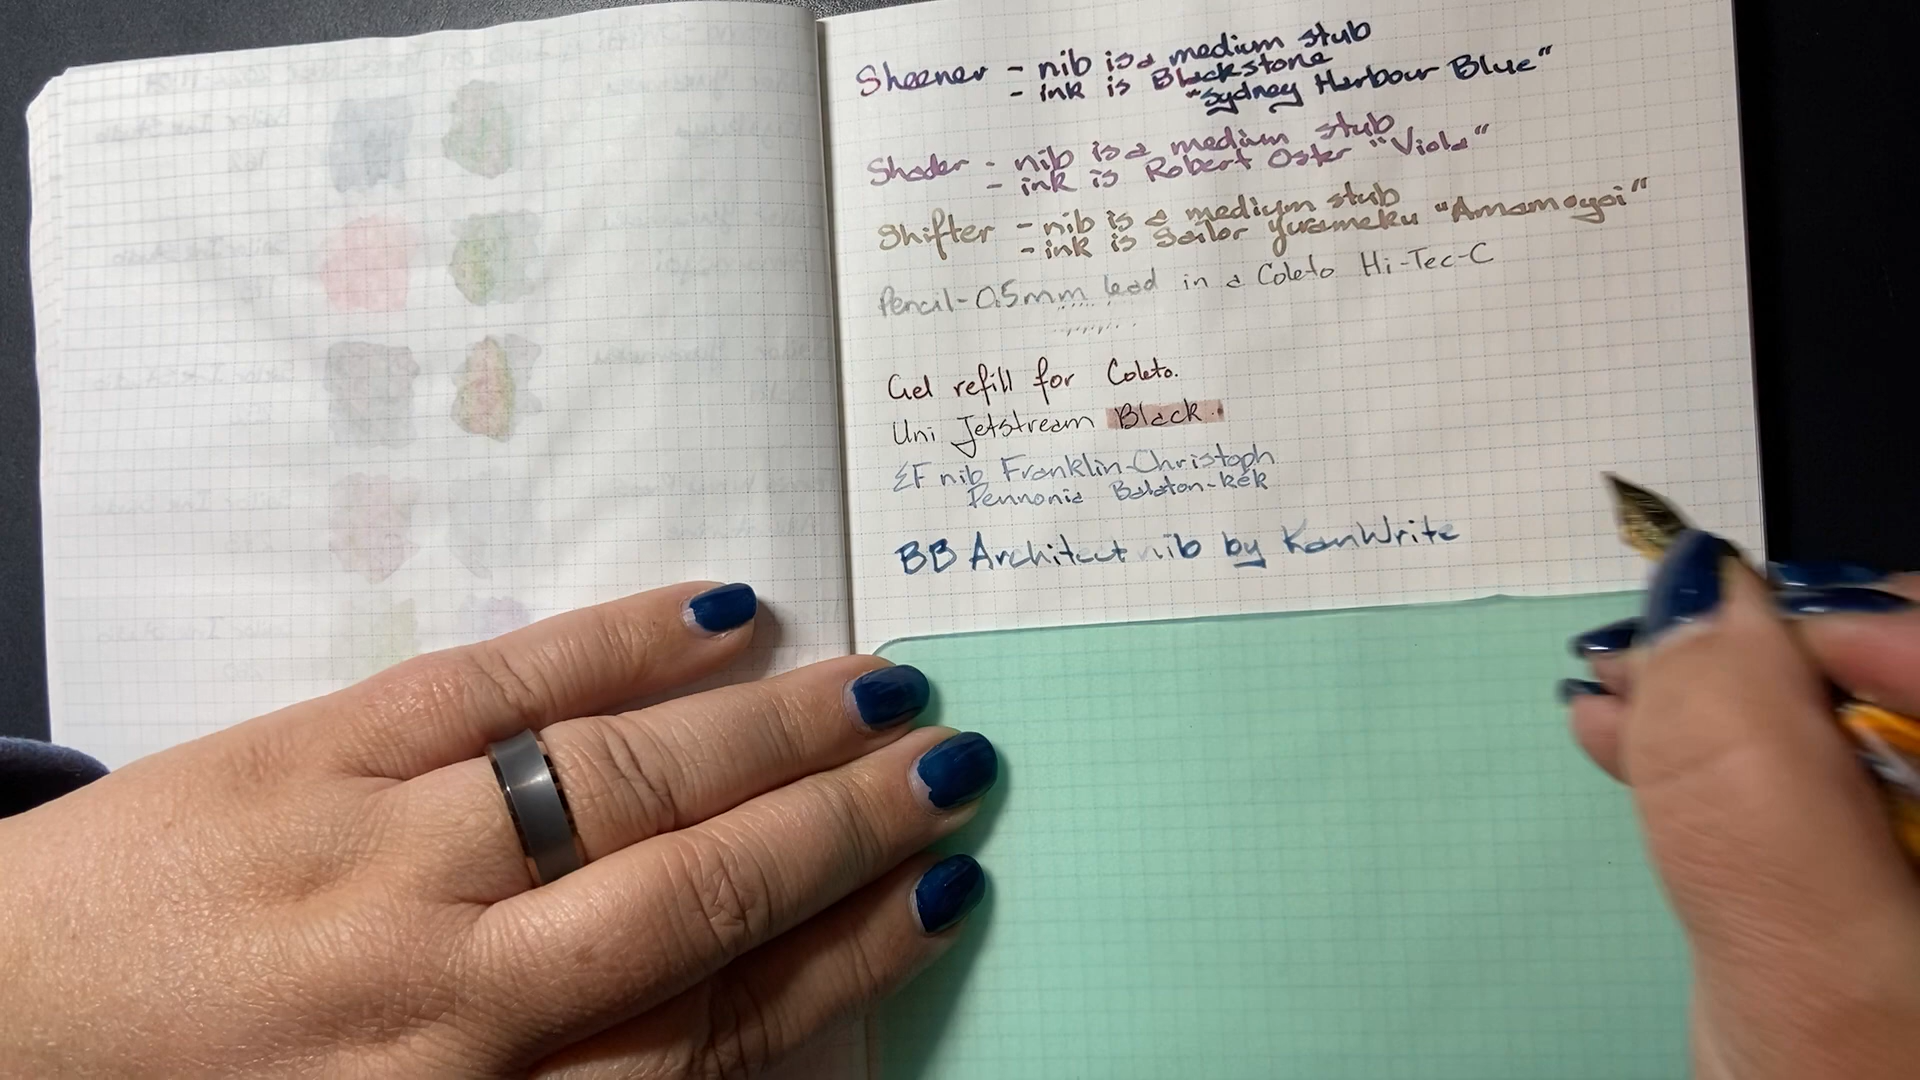 Sheener - nib is a medium stub
- ink is Blackstone
"Sydney Harbour Blue"
Shader - nib is a medium stub
- ink is Robert Oster "Viola"
Shifter - nib is a medium stub
- ink is Sailor Yurameku "Amamoyoi"
Pencil - 0.5mm lead in a Coleto Hi-Tec-C
Gel refill for Coleto.
Uni Jetstream Black.
EF nib Franklin-Christoph
Pennonia Balaton-kék
BB Architect nib by KanWrite